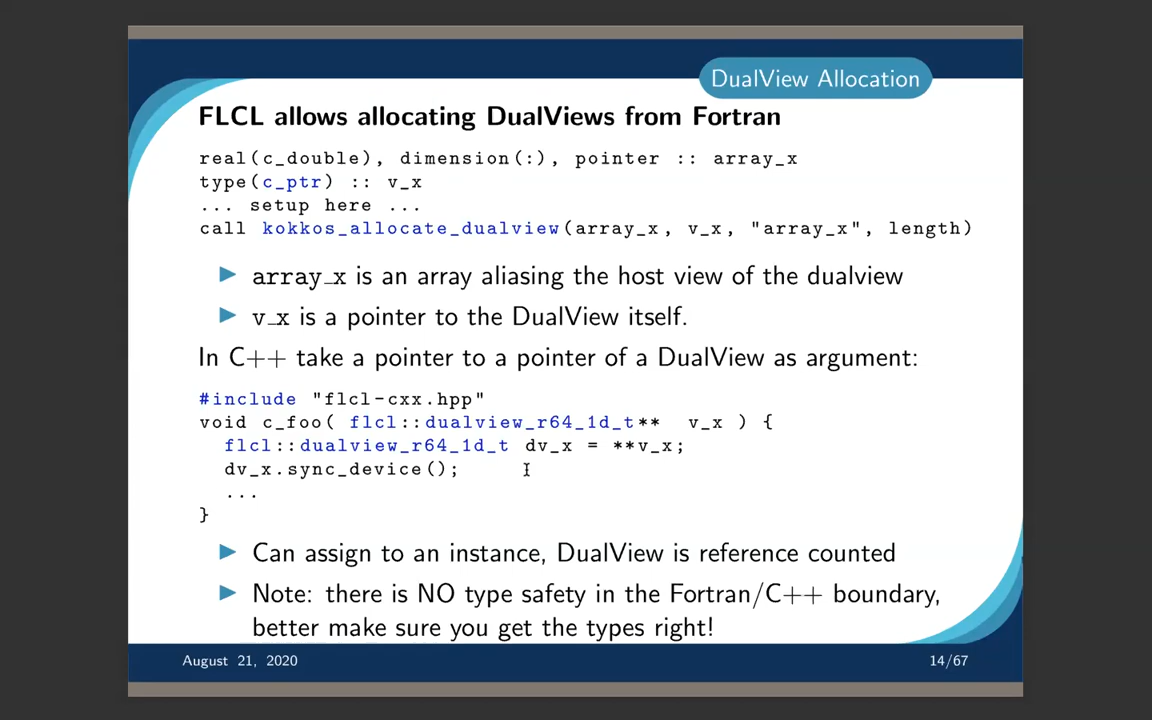 DualView Allocation
FLCL allows allocating DualViews from Fortran
real(c_double), dimension(:), pointer :: array_x
type(c_ptr) :: v_x
... setup here ...
call kokkos_allocate_dualview(array_x, v_x, "array_x", length)
▶ array_x is an array aliasing the host view of the dualview
▶ v_x is a pointer to the DualView itself.
In C++ take a pointer to a pointer of a DualView as argument:
#include "flcl-cxx.hpp"
void c_foo( flcl::dualview_r64_1d_t** v_x ) {
flcl::dualview_r64_1d_t dv_x = **v_x;
dv_x.sync_device();
...
}
▶ Can assign to an instance, DualView is reference counted
▶ Note: there is NO type safety in the Fortran/C++ boundary,
better make sure you get the types right!
August 21, 2020 14/67